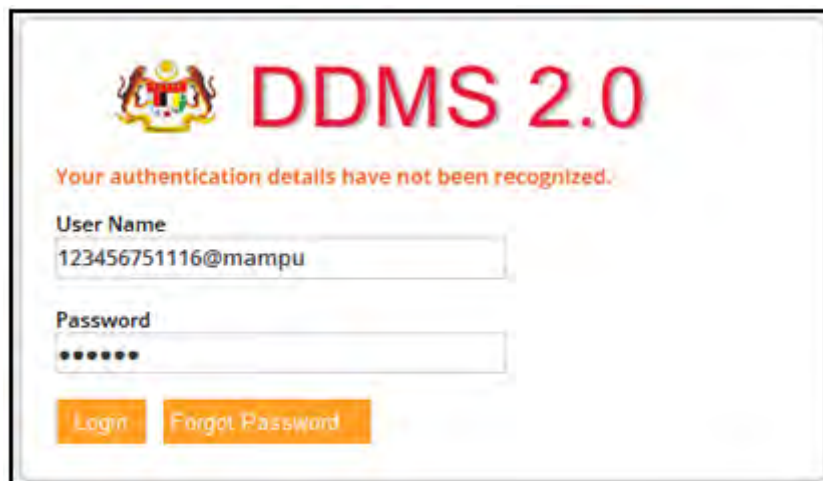 DDMS 2.0
Your authentication details have not been recognized.
User Name
123456751116@mampu
Password
••••••
Login Forgot Password